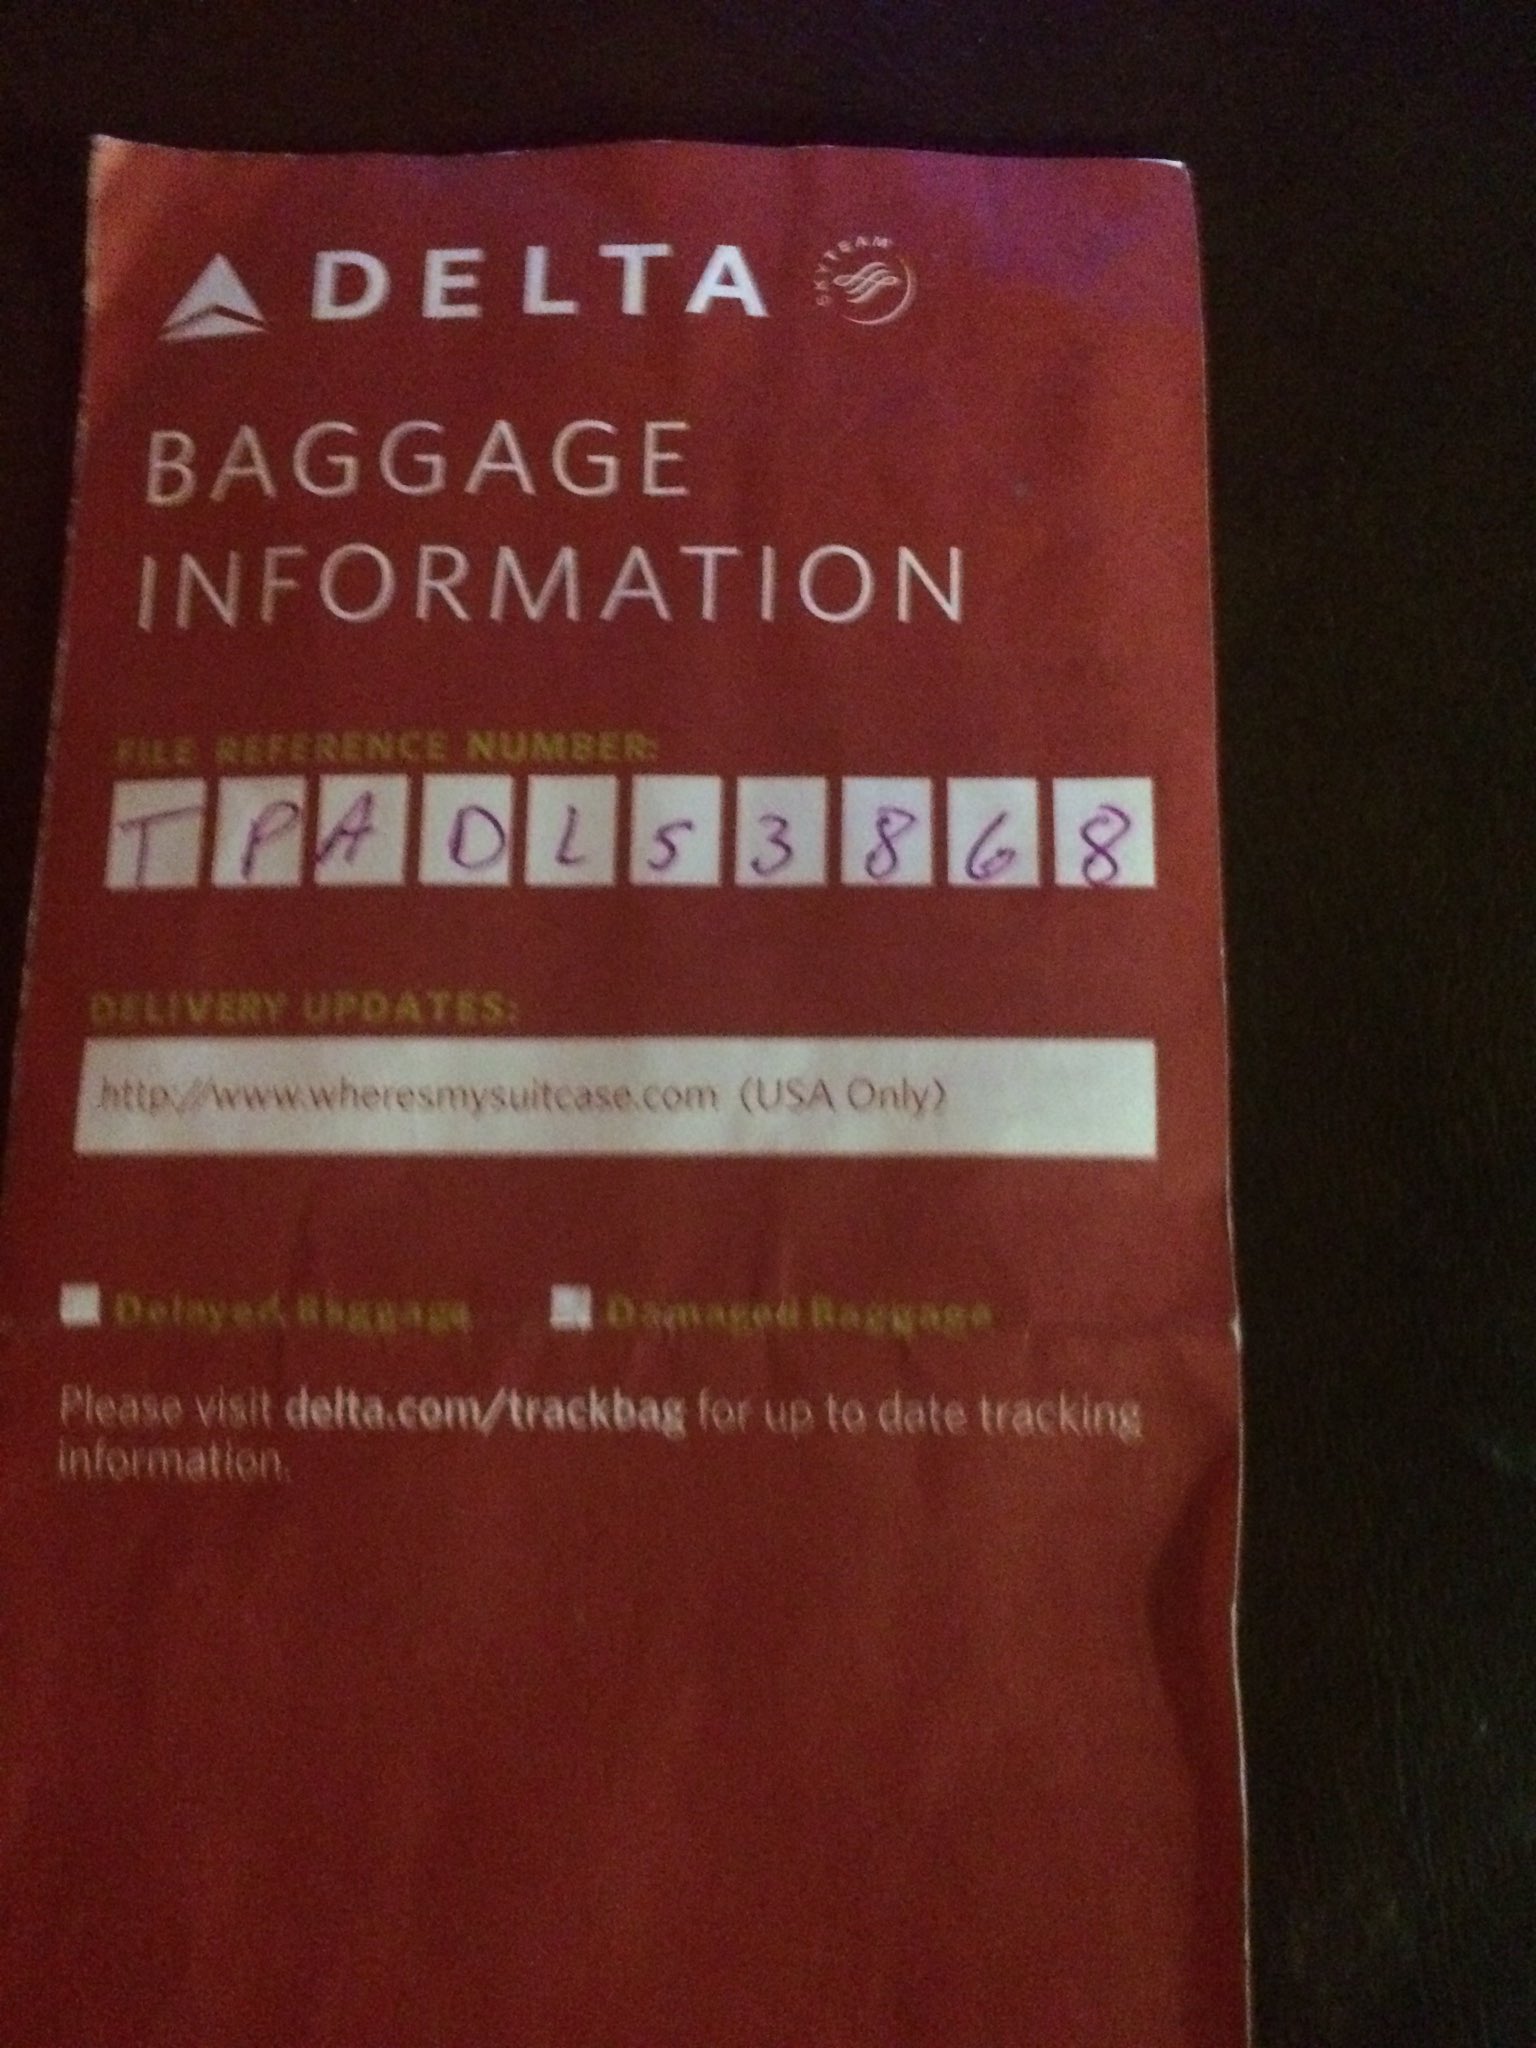 DELTA SKYTEAM
BAGGAGE
INFORMATION
FILE REFERENCE NUMBER:
TPADL53868
DELIVERY UPDATES:
http://www.wheresmysuitcase.com (USA Only)
Delayed Baggage Damaged Baggage
Please visit delta.com/trackbag for up to date tracking
information.